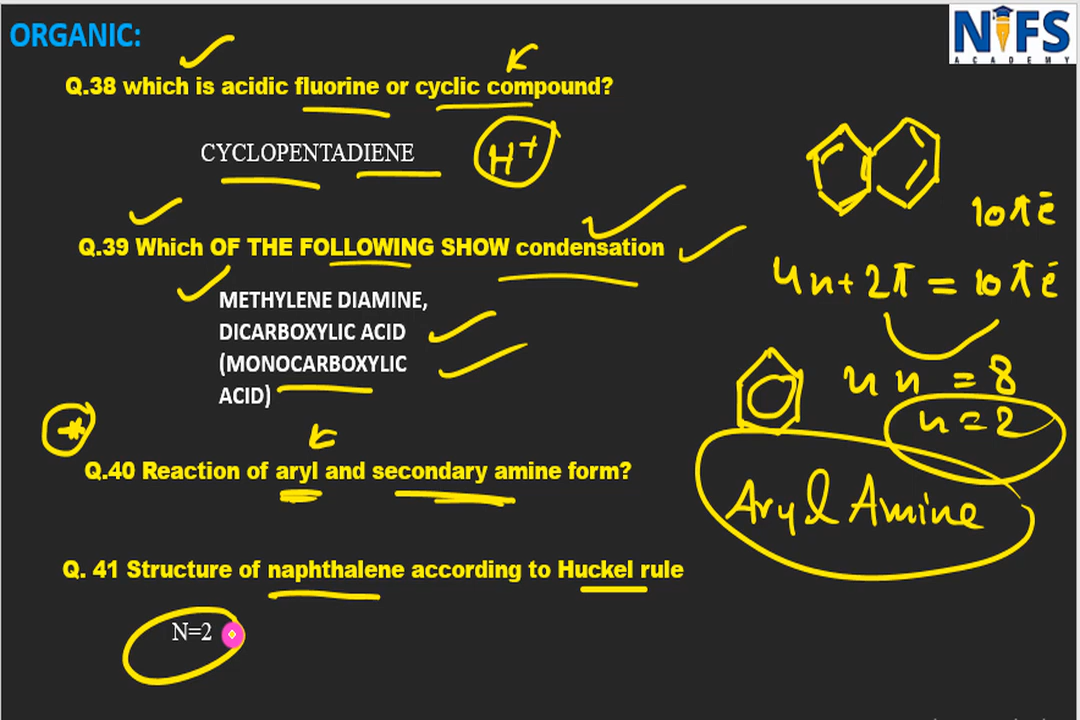 ORGANIC:
NIFS
ACADEMY
Q.38 which is acidic fluorine or cyclic compound?
CYCLOPENTADIENE
H+
10πē
Q.39 Which OF THE FOLLOWING SHOW condensation
4n+2π = 10πē
METHYLENE DIAMINE,
DICARBOXYLIC ACID
(MONOCARBOXYLIC
ACID)
4n = 8
n=2
Q.40 Reaction of aryl and secondary amine form?
Aryl Amine
Q. 41 Structure of naphthalene according to Huckel rule
N=2